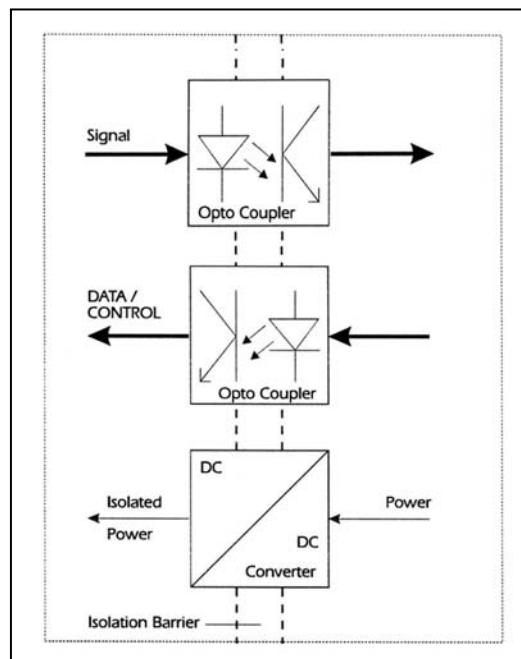 Signal
Opto Coupler
DATA /
CONTROL
Opto Coupler
DC
Isolated
Power
Power
DC
Converter
Isolation Barrier